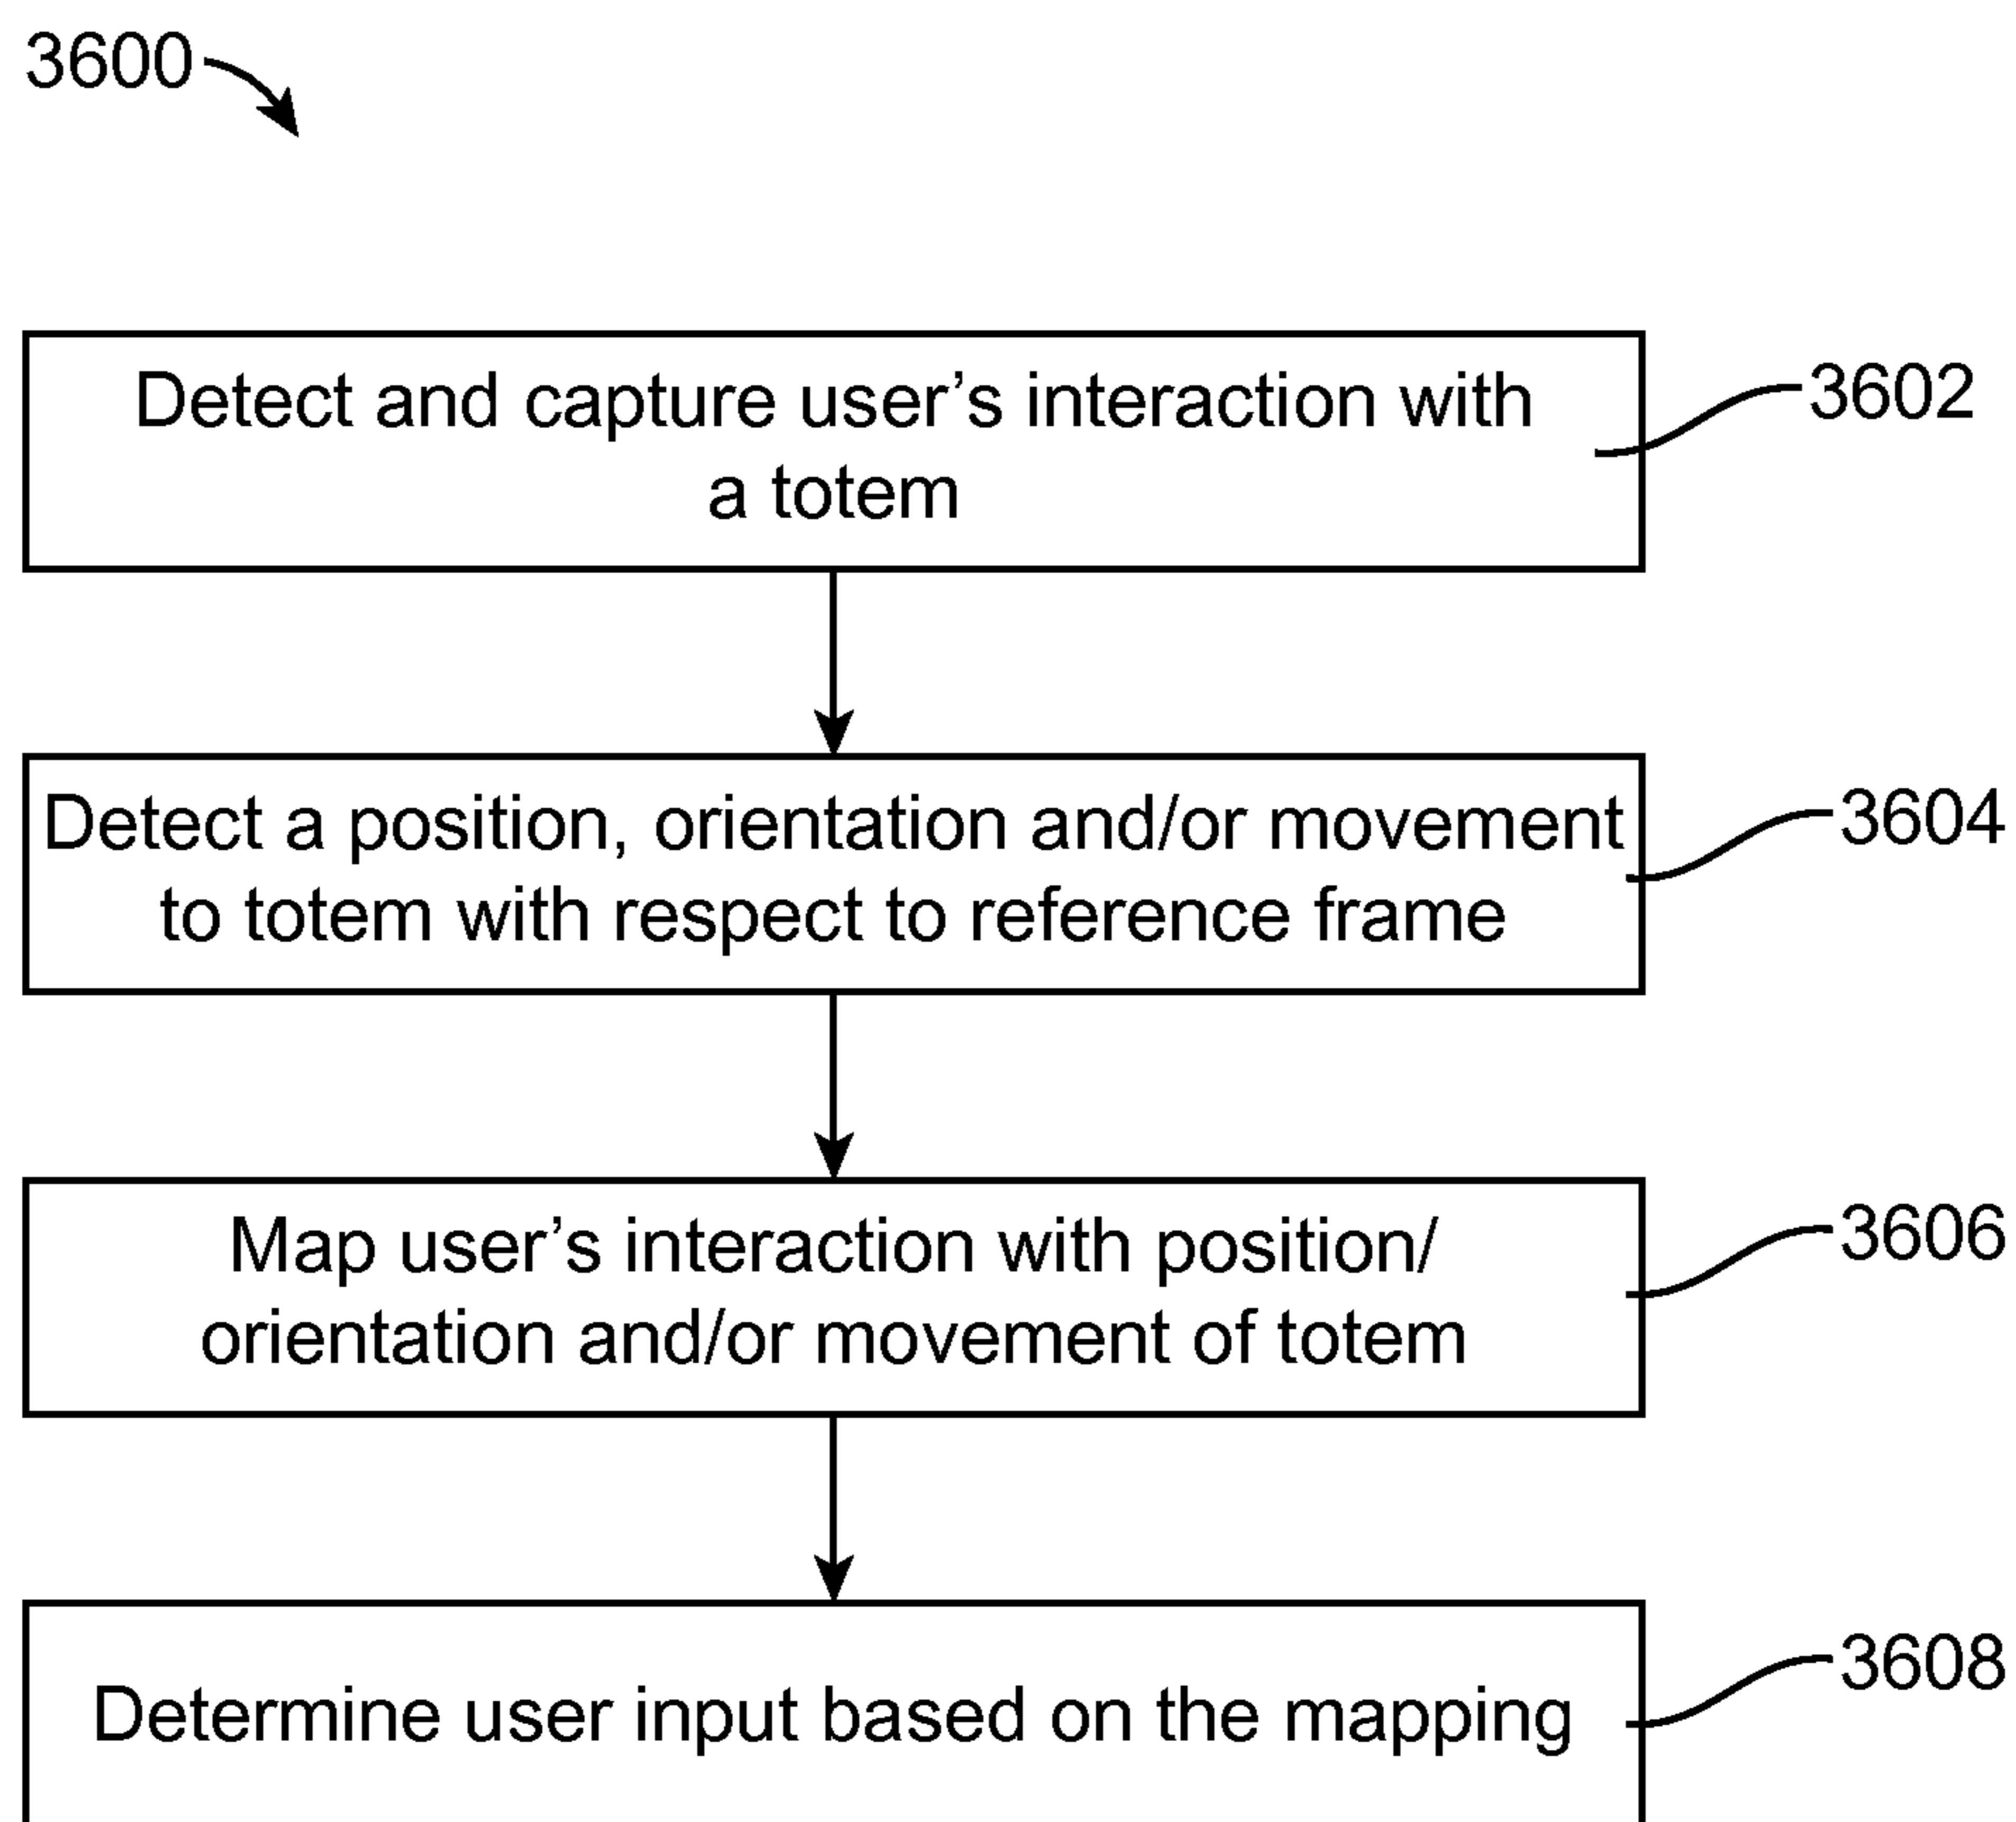 3600
Detect and capture user’s interaction with
a totem
3602
Detect a position, orientation and/or movement
to totem with respect to reference frame
3604
Map user’s interaction with position/
orientation and/or movement of totem
3606
Determine user input based on the mapping
3608